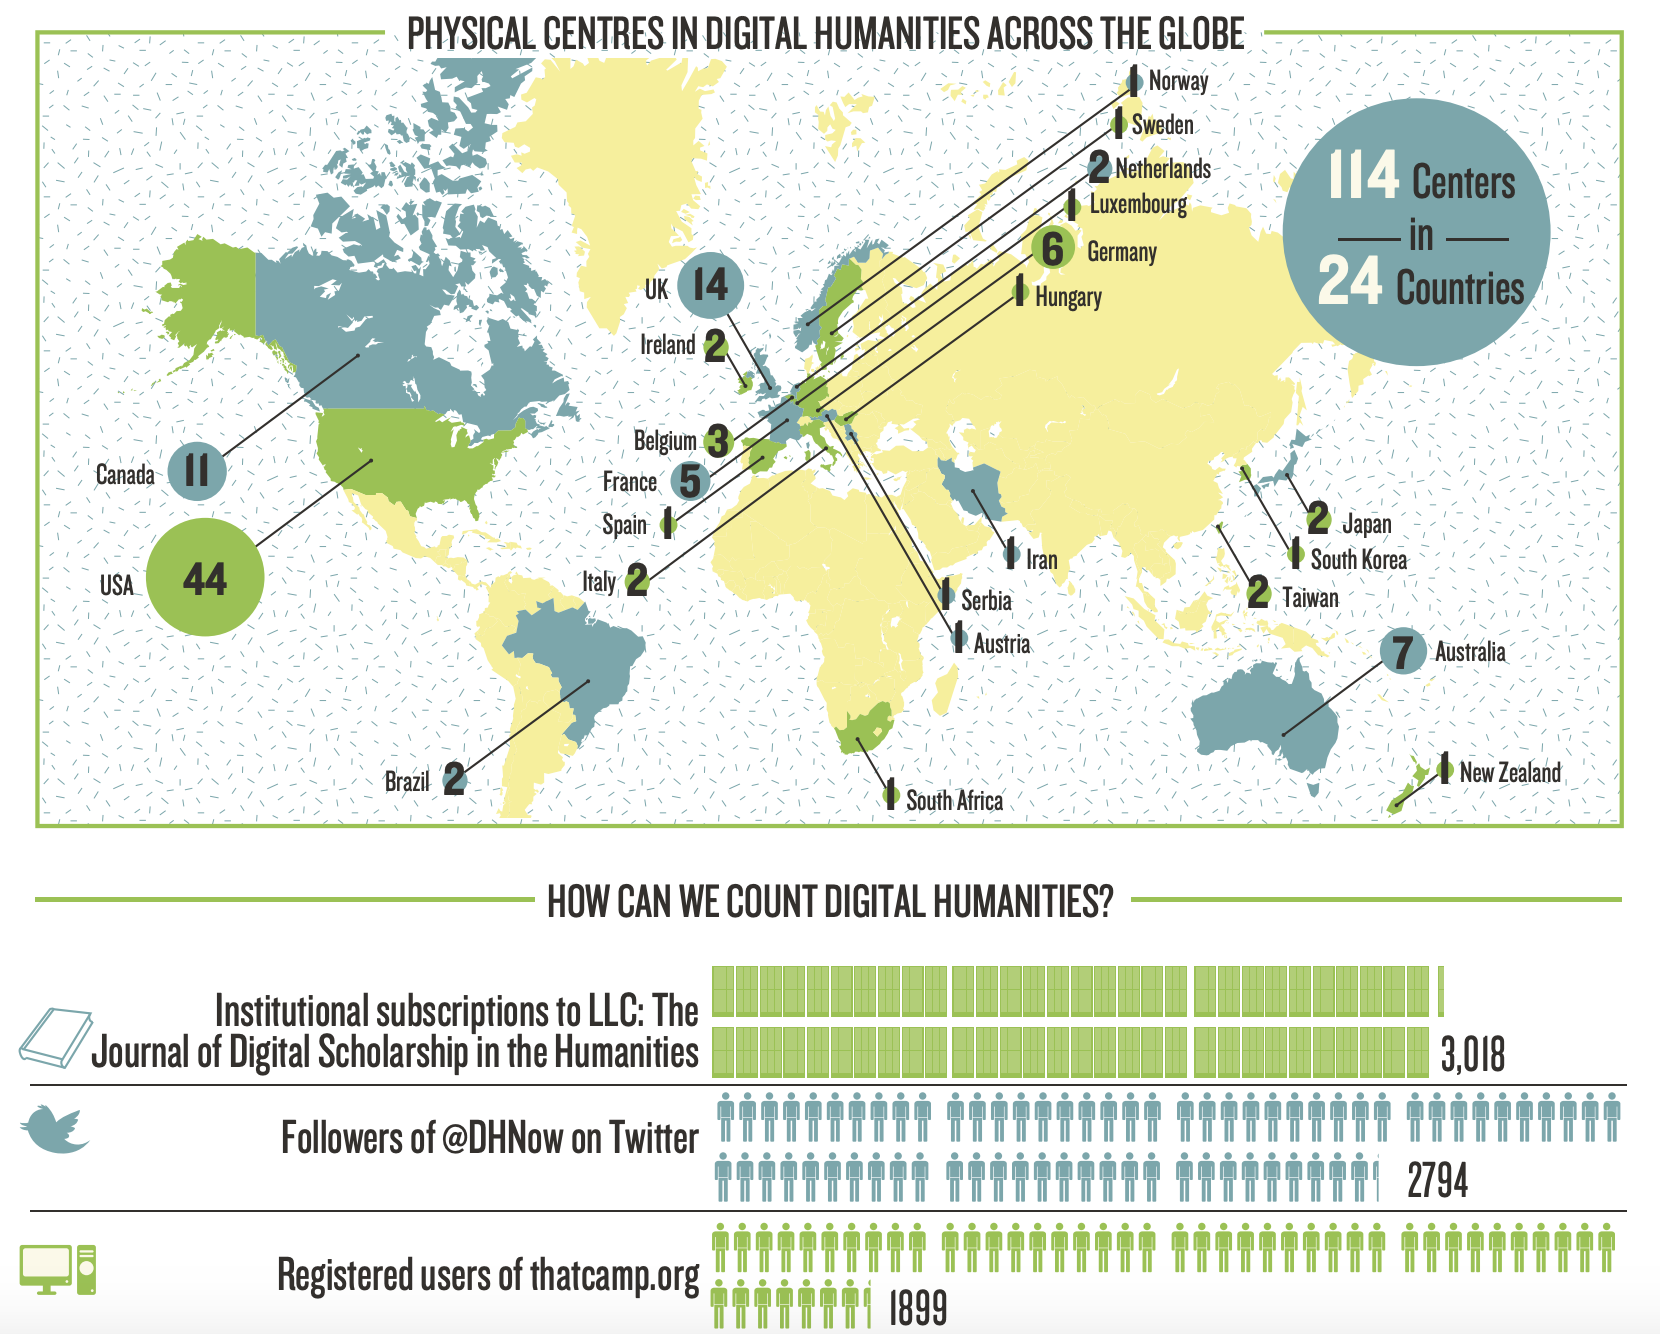 PHYSICAL CENTRES IN DIGITAL HUMANITIES ACROSS THE GLOBE
1 Norway
1 Sweden
2 Netherlands
1 Luxembourg
6 Germany
1 Hungary
114 Centers
in
24 Countries
UK 14
Ireland 2
Belgium 3
France 5
Spain 1
Italy 2
Canada 11
USA 44
Brazil 2
1 Iran
1 Serbia
1 Austria
1 South Africa
2 Japan
1 South Korea
2 Taiwan
7 Australia
1 New Zealand
HOW CAN WE COUNT DIGITAL HUMANITIES?
Institutional subscriptions to LLC: The
Journal of Digital Scholarship in the Humanities
3,018
Followers of @DHNow on Twitter
2794
Registered users of thatcamp.org
1899